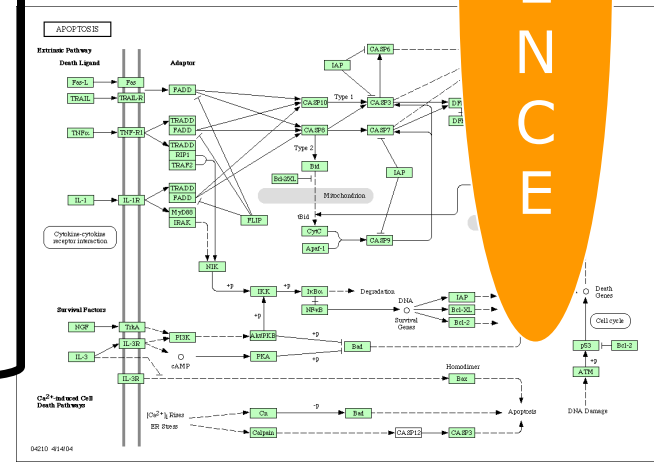 APOPTOSIS
Extrinsic Pathway
Death Ligand
Adaptor
Fas-L
Fas
FADD
TRAIL
TRAIL-R
TNFα
TNF-R1
TRADD
FADD
TRADD
RIP1
TRAF2
IL-1
IL-1R
TRADD
FADD
MyD88
IRAK
FLIP
NIK
Cytokine-cytokine
receptor interaction
CASP6
IAP
CASP10
Type 1
CASP3
CASP8
CASP7
Type 2
Bid
Bcl-2/XL
IAP
Mitochondrion
tBid
CytC
Apaf-1
CASP9
+p
IKK
+p
IκBα
Degradation
NFκB
DNA
Survival
Genes
IAP
Bcl-XL
Bcl-2
+p
Survival Factors
NGF
TrkA
PI3K
Akt/PKB
+p
IL-3R
IL-3
cAMP
PKA
+p
Bad
IL-3R
Homodimer
Bax
Ca2+-induced Cell
Death Pathways
[Ca2+]i Rises
ER Stress
Cn
-p
Bad
Apoptosis
Calpain
CASP12
CASP3
Death
Genes
Cell cycle
p53
Bcl-2
+p
ATM
DNA Damage
04210 4/14/04
N
C
E